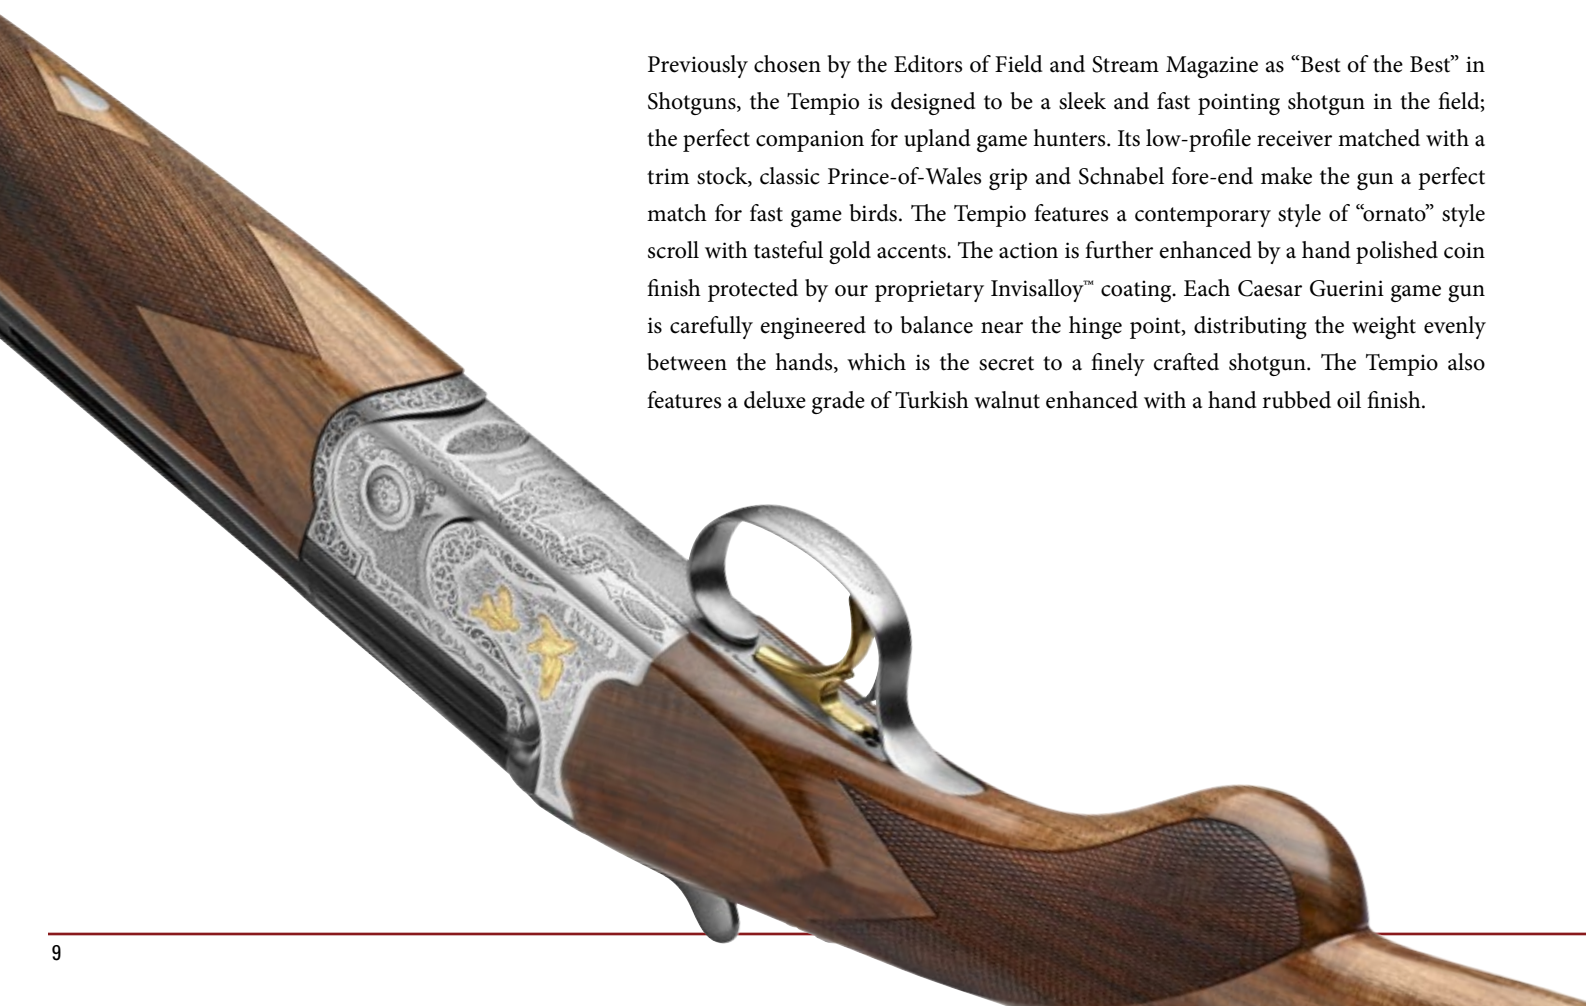 Previously chosen by the Editors of Field and Stream Magazine as “Best of the Best” in
Shotguns, the Tempio is designed to be a sleek and fast pointing shotgun in the field;
the perfect companion for upland game hunters. Its low-profile receiver matched with a
trim stock, classic Prince-of-Wales grip and Schnabel fore-end make the gun a perfect
match for fast game birds. The Tempio features a contemporary style of “ornato” style
scroll with tasteful gold accents. The action is further enhanced by a hand polished coin
finish protected by our proprietary Invisalloy™ coating. Each Caesar Guerini game gun
is carefully engineered to balance near the hinge point, distributing the weight evenly
between the hands, which is the secret to a finely crafted shotgun. The Tempio also
features a deluxe grade of Turkish walnut enhanced with a hand rubbed oil finish.
9